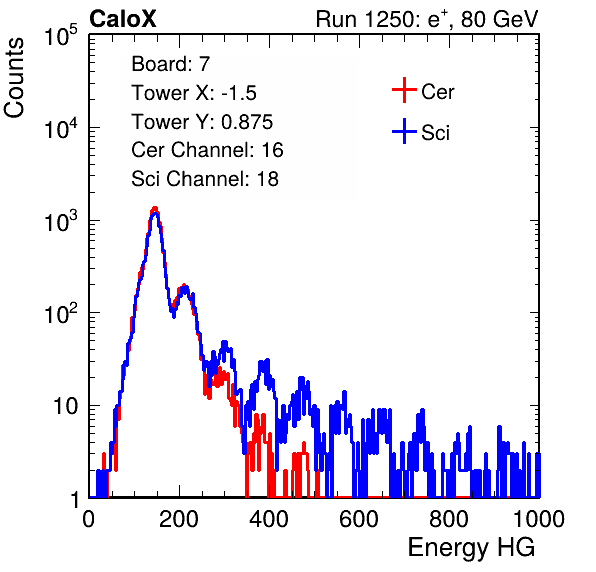 CaloX Run 1250: e⁺, 80 GeV
Counts
Board: 7
Tower X: -1.5
Tower Y: 0.875
Cer Channel: 16
Sci Channel: 18
Cer
Sci
10⁵
10⁴
10³
10²
10
1
0 200 400 600 800 1000
Energy HG